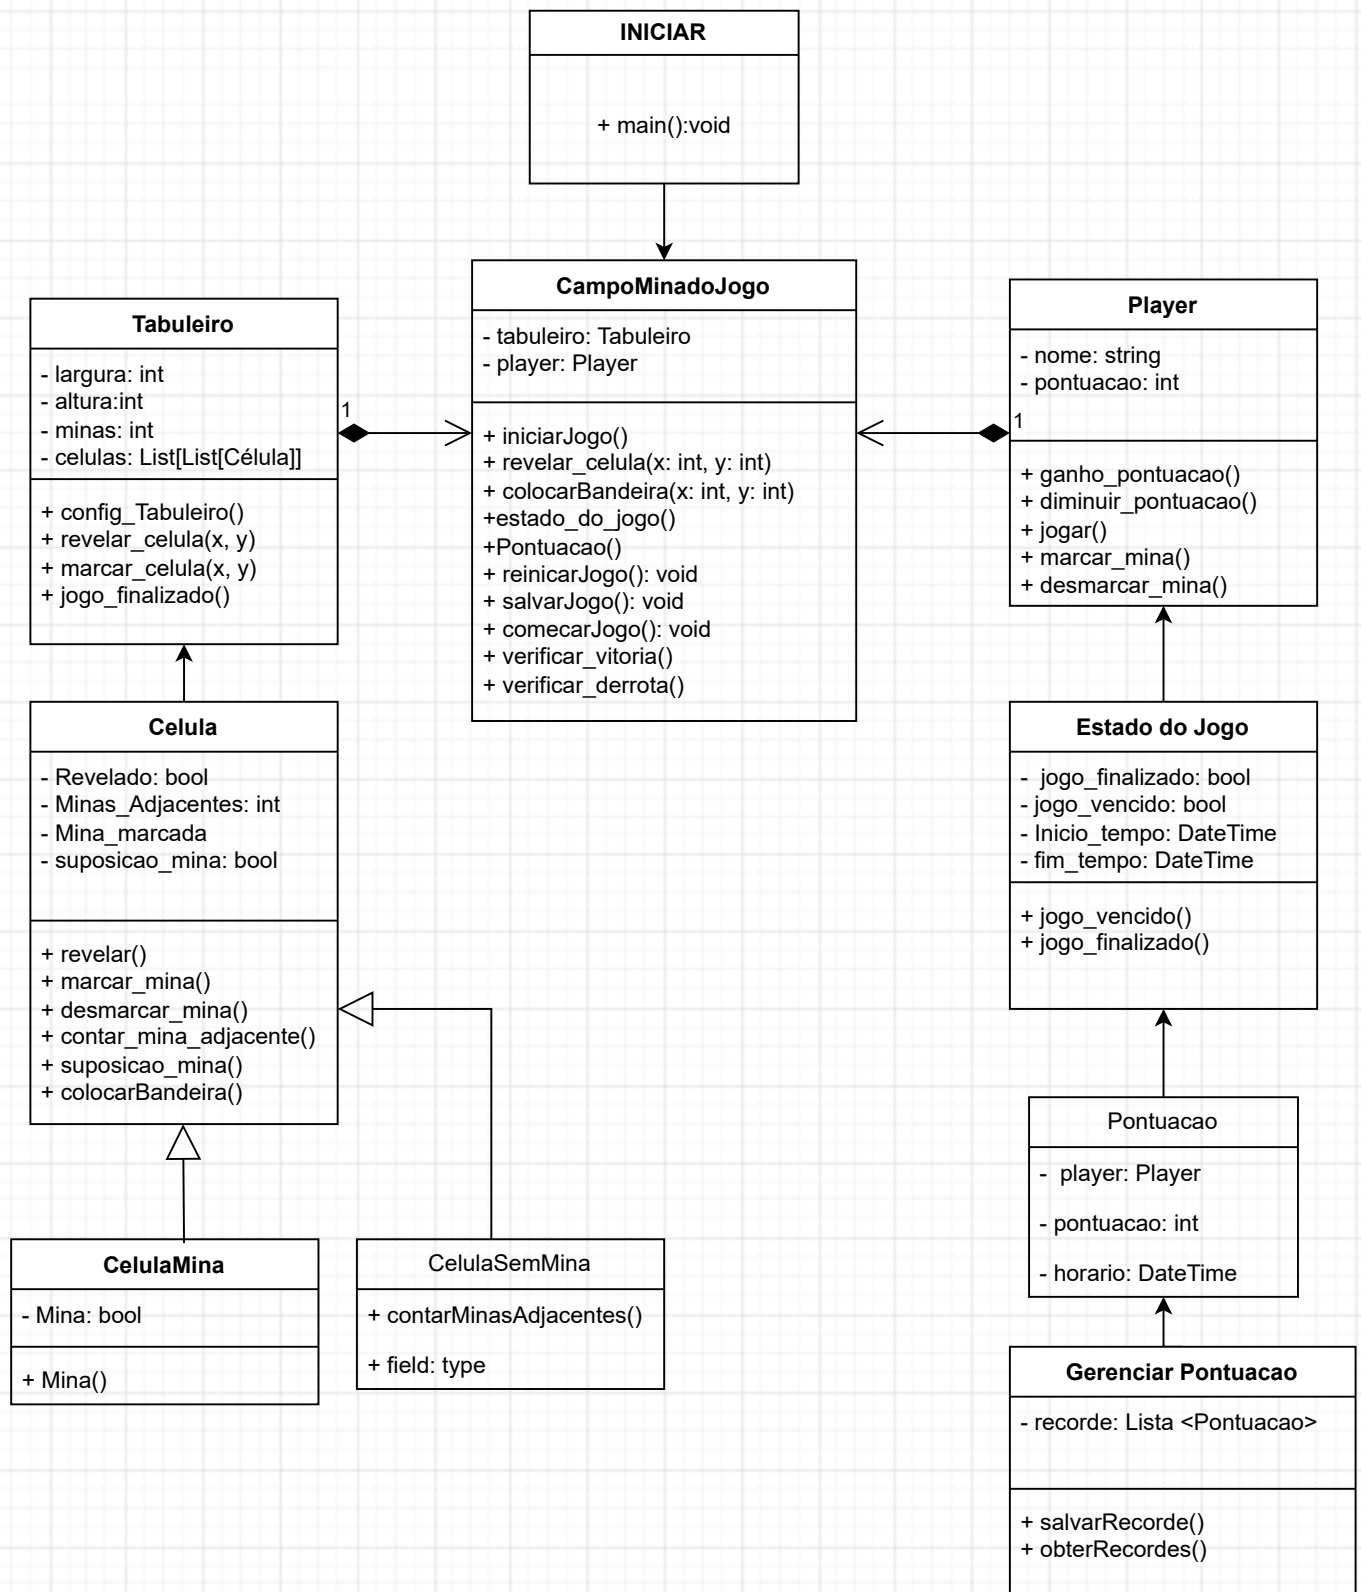 INICIAR
+ main():void
CampoMinadoJogo
- tabuleiro: Tabuleiro
- player: Player
+ iniciarJogo()
+ revelar_celula(x: int, y: int)
+ colocarBandeira(x: int, y: int)
+estado_do_jogo()
+Pontuacao()
+ reinicarJogo(): void
+ salvarJogo(): void
+ comecarJogo(): void
+ verificar_vitoria()
+ verificar_derrota()
Tabuleiro
- largura: int
- altura:int
- minas: int
- celulas: List[List[Célula]]
+ config_Tabuleiro()
+ revelar_celula(x, y)
+ marcar_celula(x, y)
+ jogo_finalizado()
1
Player
- nome: string
- pontuacao: int
1
+ ganho_pontuacao()
+ diminuir_pontuacao()
+ jogar()
+ marcar_mina()
+ desmarcar_mina()
Celula
- Revelado: bool
- Minas_Adjacentes: int
- Mina_marcada
- suposicao_mina: bool
+ revelar()
+ marcar_mina()
+ desmarcar_mina()
+ contar_mina_adjacente()
+ suposicao_mina()
+ colocarBandeira()
Estado do Jogo
-  jogo_finalizado: bool
- jogo_vencido: bool
- Inicio_tempo: DateTime
- fim_tempo: DateTime
+ jogo_vencido()
+ jogo_finalizado()
Pontuacao
-  player: Player
- pontuacao: int
- horario: DateTime
CelulaMina
- Mina: bool
+ Mina()
CelulaSemMina
+ contarMinasAdjacentes()
+ field: type
Gerenciar Pontuacao
- recorde: Lista <Pontuacao>
+ salvarRecorde()
+ obterRecordes()